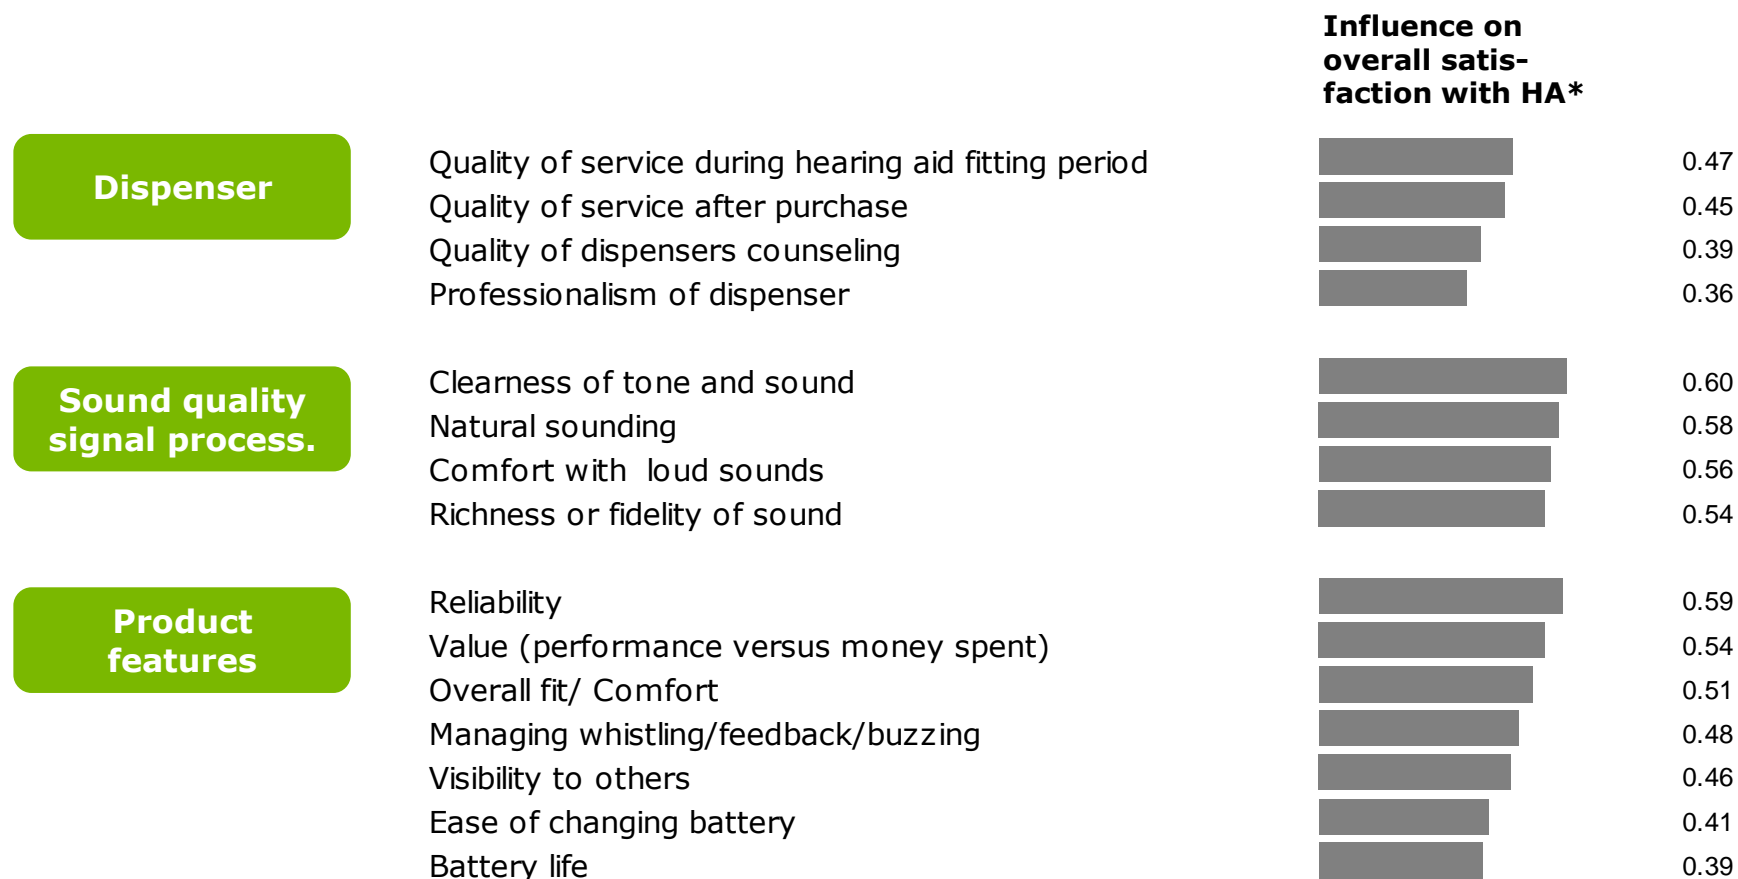 Influence on
overall satis-
faction with HA*
Dispenser
Quality of service during hearing aid fitting period 0.47
Quality of service after purchase 0.45
Quality of dispensers counseling 0.39
Professionalism of dispenser 0.36
Sound quality
signal process.
Clearness of tone and sound 0.60
Natural sounding 0.58
Comfort with loud sounds 0.56
Richness or fidelity of sound 0.54
Product
features
Reliability 0.59
Value (performance versus money spent) 0.54
Overall fit/ Comfort 0.51
Managing whistling/feedback/buzzing 0.48
Visibility to others 0.46
Ease of changing battery 0.41
Battery life 0.39